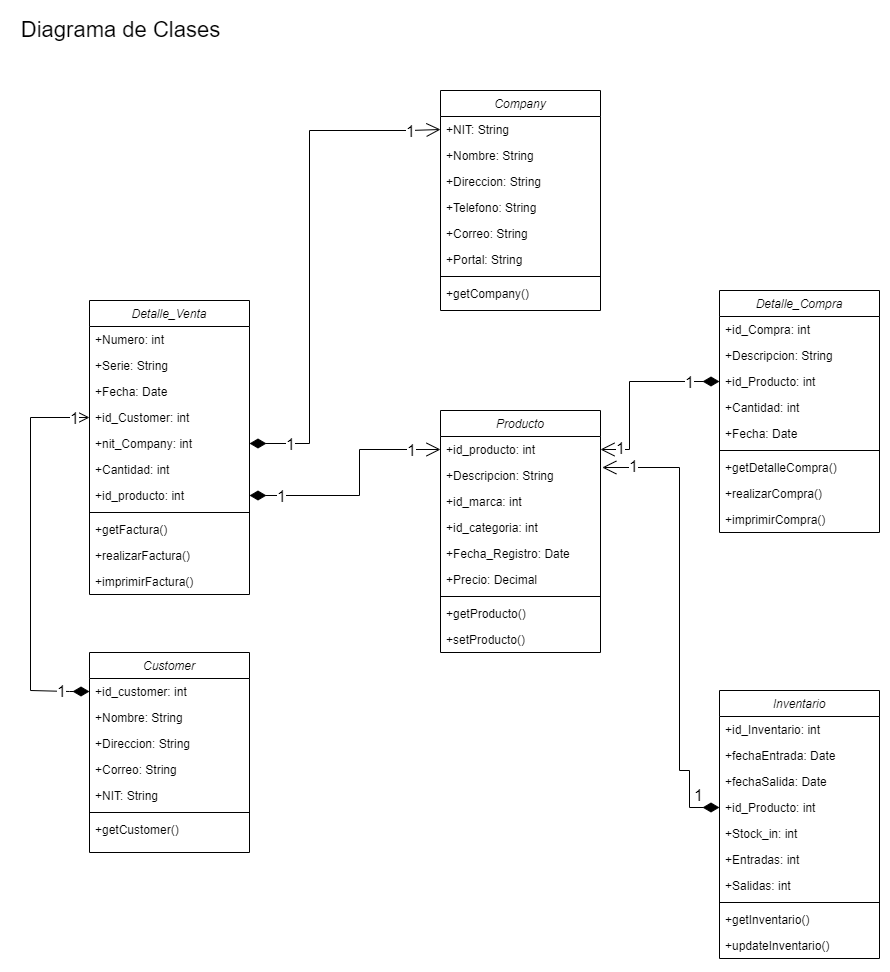 Diagrama de Clases
Company
+NIT: String
+Nombre: String
+Direccion: String
+Telefono: String
+Correo: String
+Portal: String
+getCompany()
1
Detalle_Venta
+Numero: int
+Serie: String
+Fecha: Date
+id_Customer: int
+nit_Company: int
+Cantidad: int
+id_producto: int
+getFactura()
+realizarFactura()
+imprimirFactura()
1
1
1
1
Producto
+id_producto: int
+Descripcion: String
+id_marca: int
+id_categoria: int
+Fecha_Registro: Date
+Precio: Decimal
+getProducto()
+setProducto()
1
1
1
Detalle_Compra
+id_Compra: int
+Descripcion: String
+id_Producto: int
+Cantidad: int
+Fecha: Date
+getDetalleCompra()
+realizarCompra()
+imprimirCompra()
Customer
+id_customer: int
+Nombre: String
+Direccion: String
+Correo: String
+NIT: String
+getCustomer()
1
Inventario
+id_Inventario: int
+fechaEntrada: Date
+fechaSalida: Date
+id_Producto: int
+Stock_in: int
+Entradas: int
+Salidas: int
+getInventario()
+updateInventario()
1